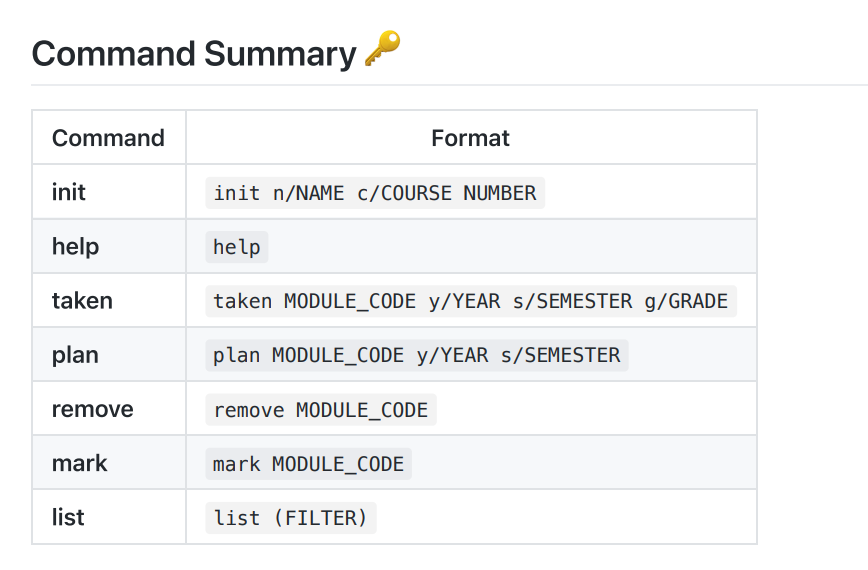 Command Summary 🔑
Command Format
init init n/NAME c/COURSE NUMBER
help help
taken taken MODULE_CODE y/YEAR s/SEMESTER g/GRADE
plan plan MODULE_CODE y/YEAR s/SEMESTER
remove remove MODULE_CODE
mark mark MODULE_CODE
list list (FILTER)